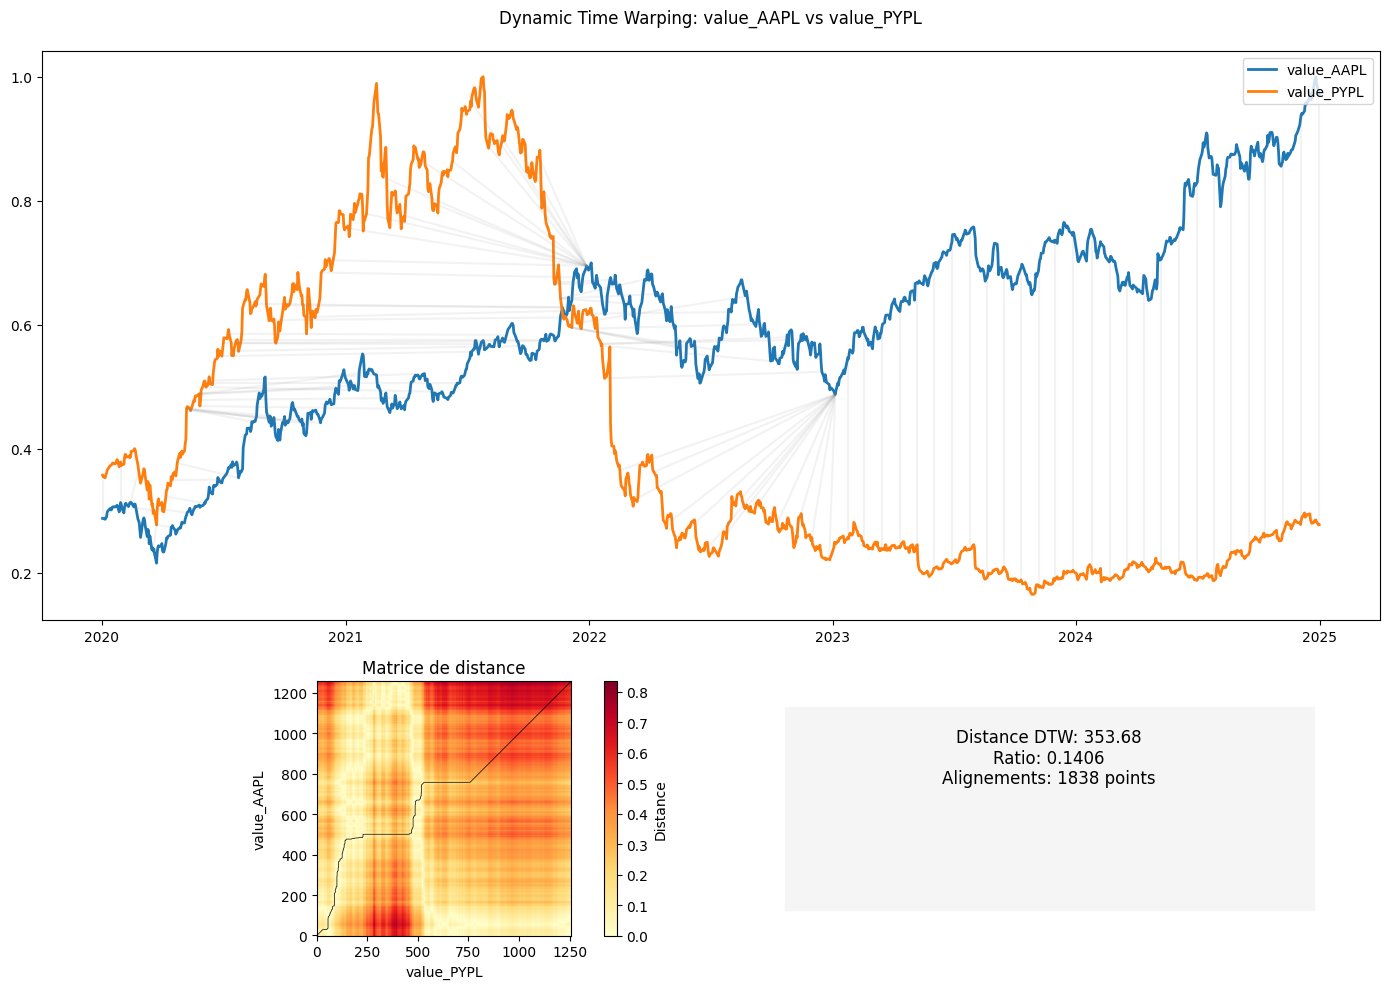 Dynamic Time Warping: value_AAPL vs value_PYPL
value_AAPL
value_PYPL
1.0
0.8
0.6
0.4
0.2
2020 2021 2022 2023 2024 2025
Matrice de distance
value_AAPL
1200
1000
800
600
400
200
0
0 250 500 750 1000 1250
value_PYPL
0.8
0.7
0.6
0.5
0.4
0.3
0.2
0.1
0.0
Distance
Distance DTW: 353.68
Ratio: 0.1406
Alignements: 1838 points